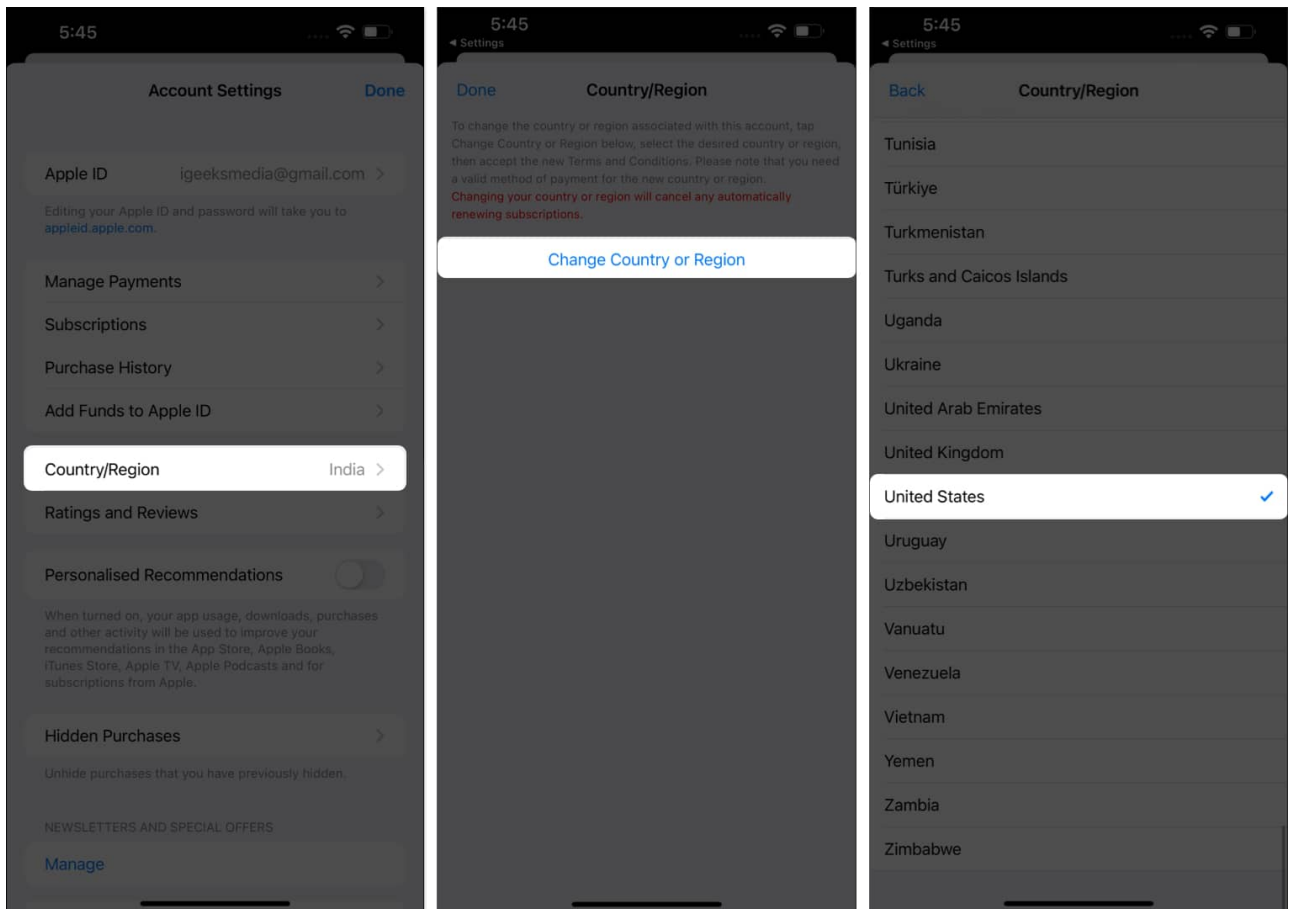 5:45
Account Settings
Done
Apple ID
igeeksmedia@gmail.com
Editing your Apple ID and password will take you to
appleid.apple.com.
Manage Payments
Subscriptions
Purchase History
Add Funds to Apple ID
Country/Region
India
Ratings and Reviews
Personalised Recommendations
When turned on, your app usage, downloads, purchases
and other activity will be used to improve your
recommendations in the App Store, Apple Books,
iTunes Store, Apple TV, Apple Podcasts and for
subscriptions from Apple.
Hidden Purchases
Unhide purchases that you have previously hidden.
NEWSLETTERS AND SPECIAL OFFERS
Manage
5:45
Settings
Done
Country/Region
To change the country or region associated with this account, tap
Change Country or Region below, select the desired country or region,
then accept the new Terms and Conditions. Please note that you need
a valid method of payment for the new country or region.
Changing your country or region will cancel any automatically
renewing subscriptions.
Change Country or Region
5:45
Settings
Back
Country/Region
Tunisia
Türkiye
Turkmenistan
Turks and Caicos Islands
Uganda
Ukraine
United Arab Emirates
United Kingdom
United States
Uruguay
Uzbekistan
Vanuatu
Venezuela
Vietnam
Yemen
Zambia
Zimbabwe